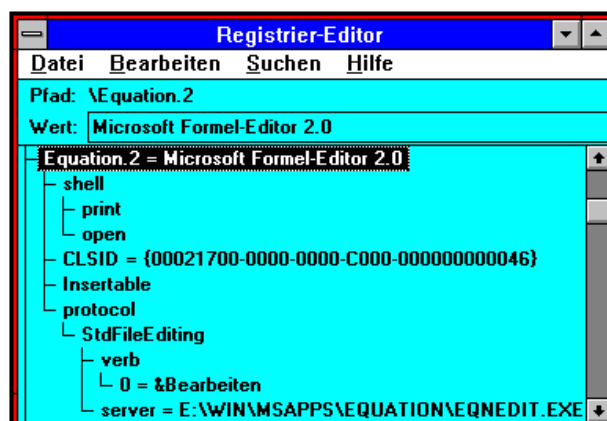 Registrier-Editor
Datei Bearbeiten Suchen Hilfe
Pfad: \Equation.2
Wert: Microsoft Formel-Editor 2.0
Equation.2 = Microsoft Formel-Editor 2.0
shell
print
open
CLSID = {00021700-0000-0000-C000-000000000046}
Insertable
protocol
StdFileEditing
verb
0 = &Bearbeiten
server = E:\WIN\MSAPPS\EQUATION\EQNEDIT.EXE